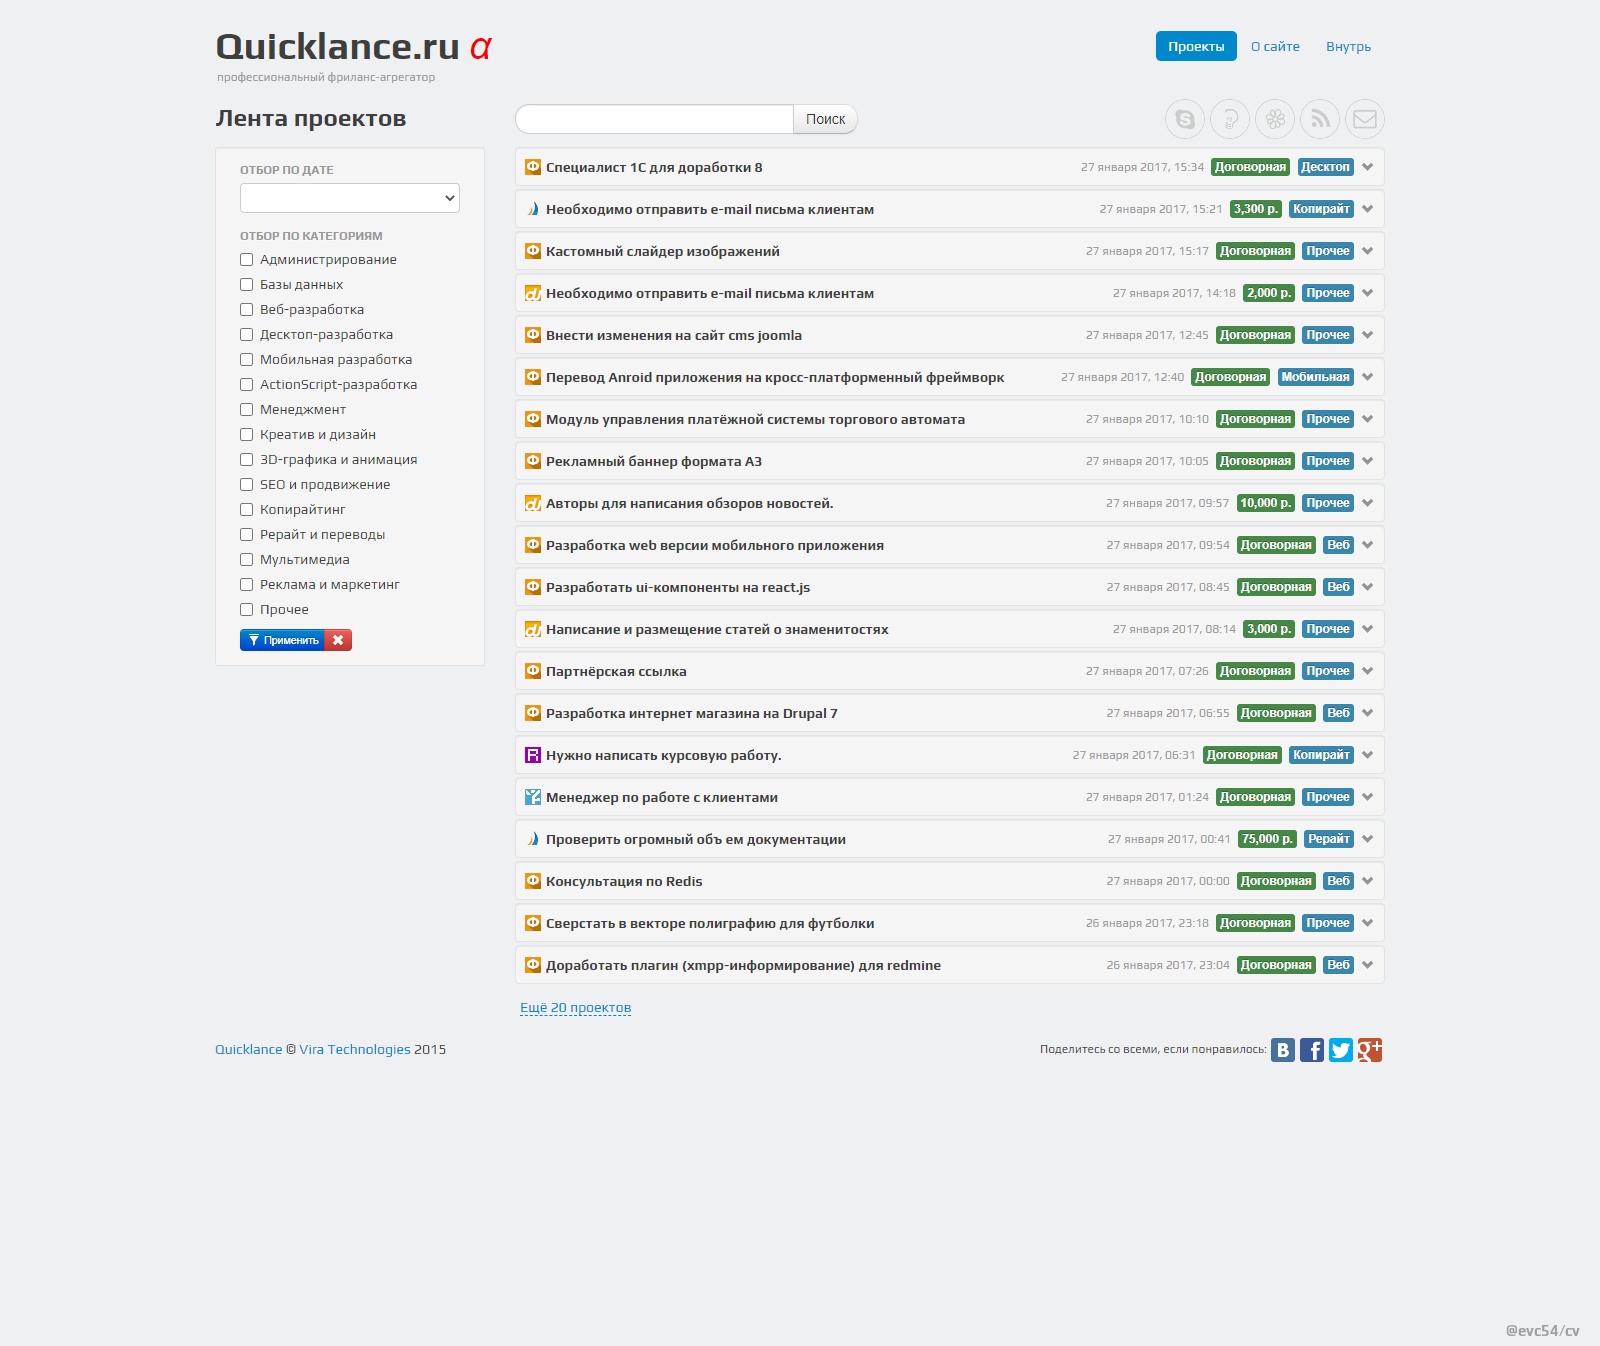 Quicklance.ru α
профессиональный фриланс-агрегатор
Проекты О сайте Внутрь
Лента проектов
Поиск
ОТБОР ПО ДАТЕ
ОТБОР ПО КАТЕГОРИЯМ
Администрирование
Базы данных
Веб-разработка
Десктоп-разработка
Мобильная разработка
ActionScript-разработка
Менеджмент
Креатив и дизайн
3D-графика и анимация
SEO и продвижение
Копирайтинг
Рерайт и переводы
Мультимедиа
Реклама и маркетинг
Прочее
Применить
Специалист 1С для доработки 8 27 января 2017, 15:34 Договорная Десктоп
Необходимо отправить e-mail письма клиентам 27 января 2017, 15:21 3,300 р. Копирайт
Кастомный слайдер изображений 27 января 2017, 15:17 Договорная Прочее
Необходимо отправить e-mail письма клиентам 27 января 2017, 14:18 2,000 р. Прочее
Внести изменения на сайт cms joomla 27 января 2017, 12:45 Договорная Прочее
Перевод Anroid приложения на кросс-платформенный фреймворк 27 января 2017, 12:40 Договорная Мобильная
Модуль управления платёжной системы торгового автомата 27 января 2017, 10:10 Договорная Прочее
Рекламный баннер формата А3 27 января 2017, 10:05 Договорная Прочее
Авторы для написания обзоров новостей. 27 января 2017, 09:57 10,000 р. Прочее
Разработка web версии мобильного приложения 27 января 2017, 09:54 Договорная Веб
Разработать ui-компоненты на react.js 27 января 2017, 08:45 Договорная Веб
Написание и размещение статей о знаменитостях 27 января 2017, 08:14 3,000 р. Прочее
Партнёрская ссылка 27 января 2017, 07:26 Договорная Прочее
Разработка интернет магазина на Drupal 7 27 января 2017, 06:55 Договорная Веб
Нужно написать курсовую работу. 27 января 2017, 06:31 Договорная Копирайт
Менеджер по работе с клиентами 27 января 2017, 01:24 Договорная Прочее
Проверить огромный объ ем документации 27 января 2017, 00:41 75,000 р. Рерайт
Консультация по Redis 27 января 2017, 00:00 Договорная Веб
Сверстать в векторе полиграфию для футболки 26 января 2017, 23:18 Договорная Прочее
Доработать плагин (xmpp-информирование) для redmine 26 января 2017, 23:04 Договорная Веб
Ещё 20 проектов
Quicklance © Vira Technologies 2015
Поделитесь со всеми, если понравилось:
@evc54/cv